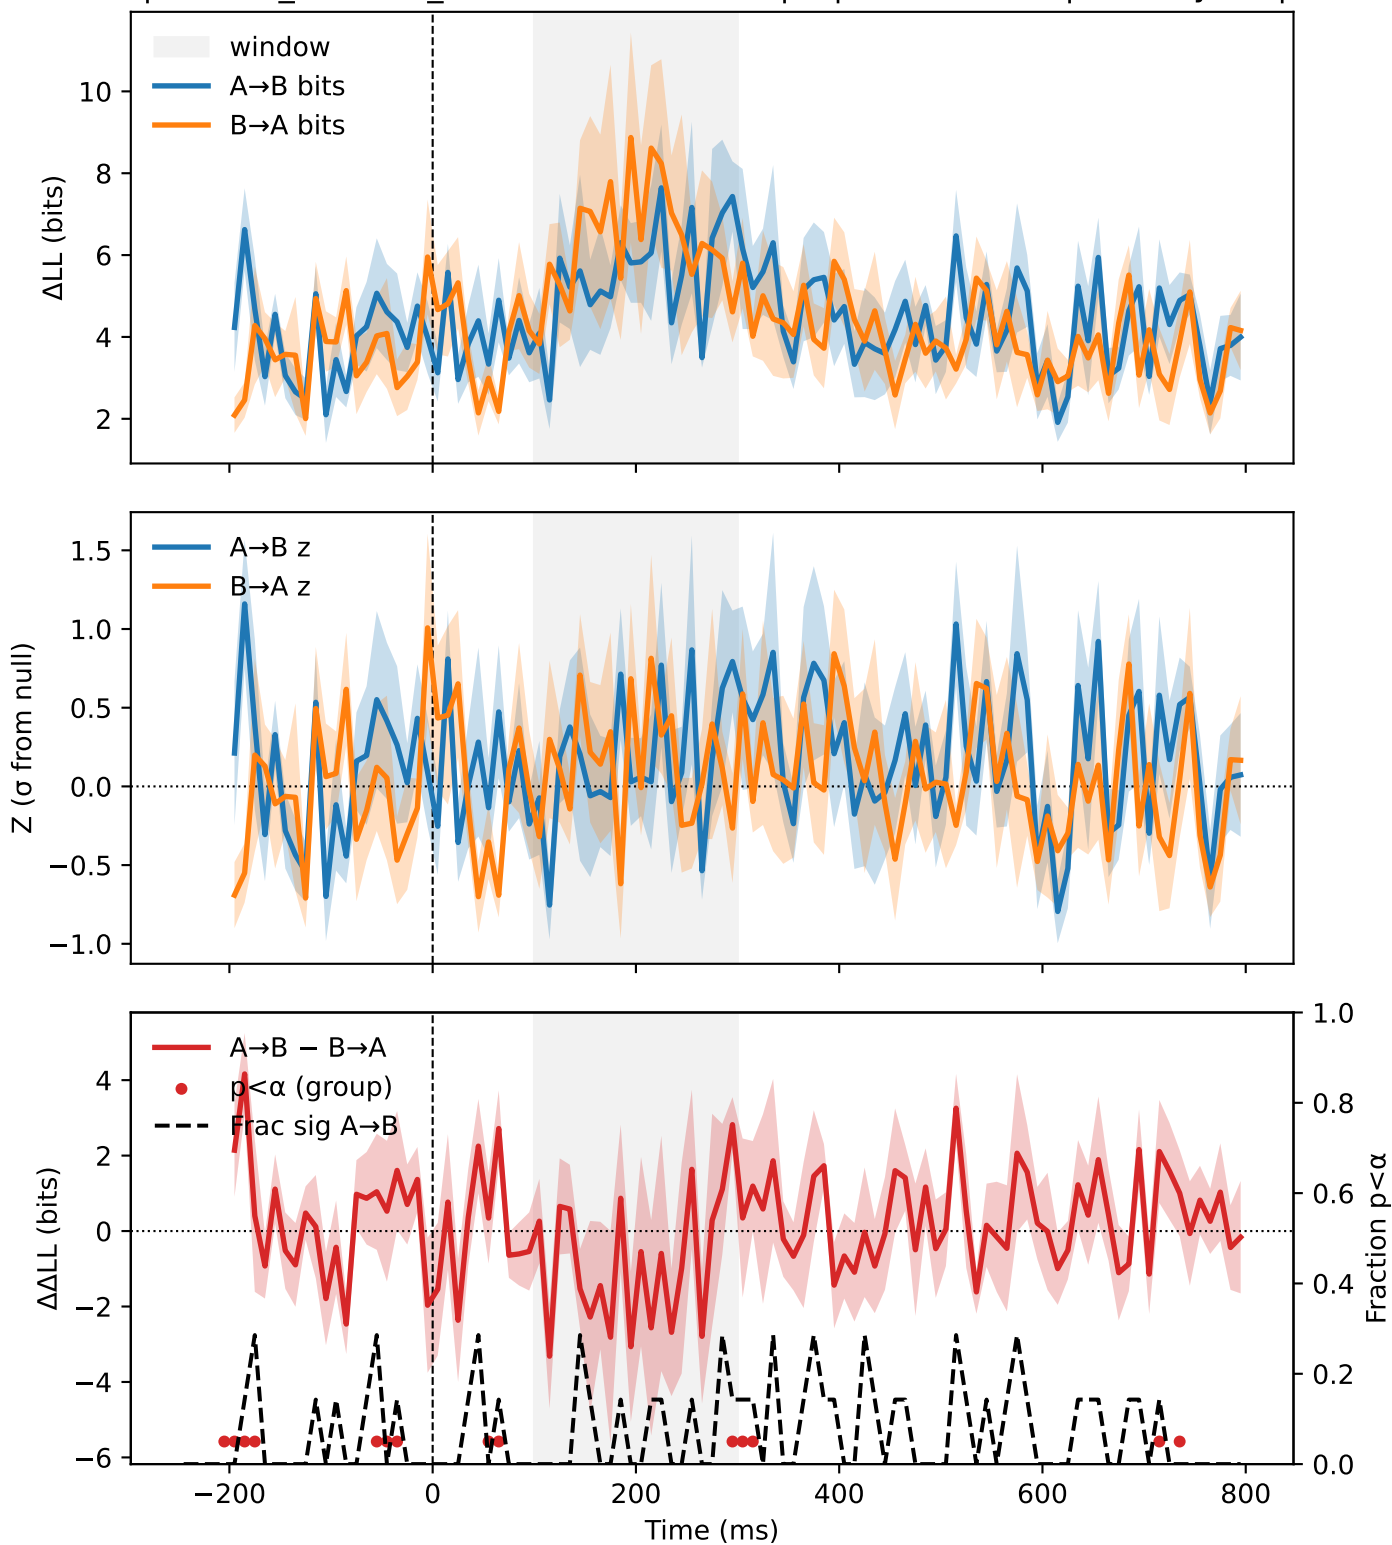 window
A→B bits
B→A bits
ΔLL (bits)
10
8
6
4
2
A→B z
B→A z
Z (σ from null)
1.5
1.0
0.5
0.0
−0.5
−1.0
A→B − B→A
p<α (group)
Frac sig A→B
ΔΔLL (bits)
4
2
0
−2
−4
−6
1.0
0.8
0.6
0.4
0.2
0.0
Fraction p<α
−200
0
200
400
600
800
Time (ms)